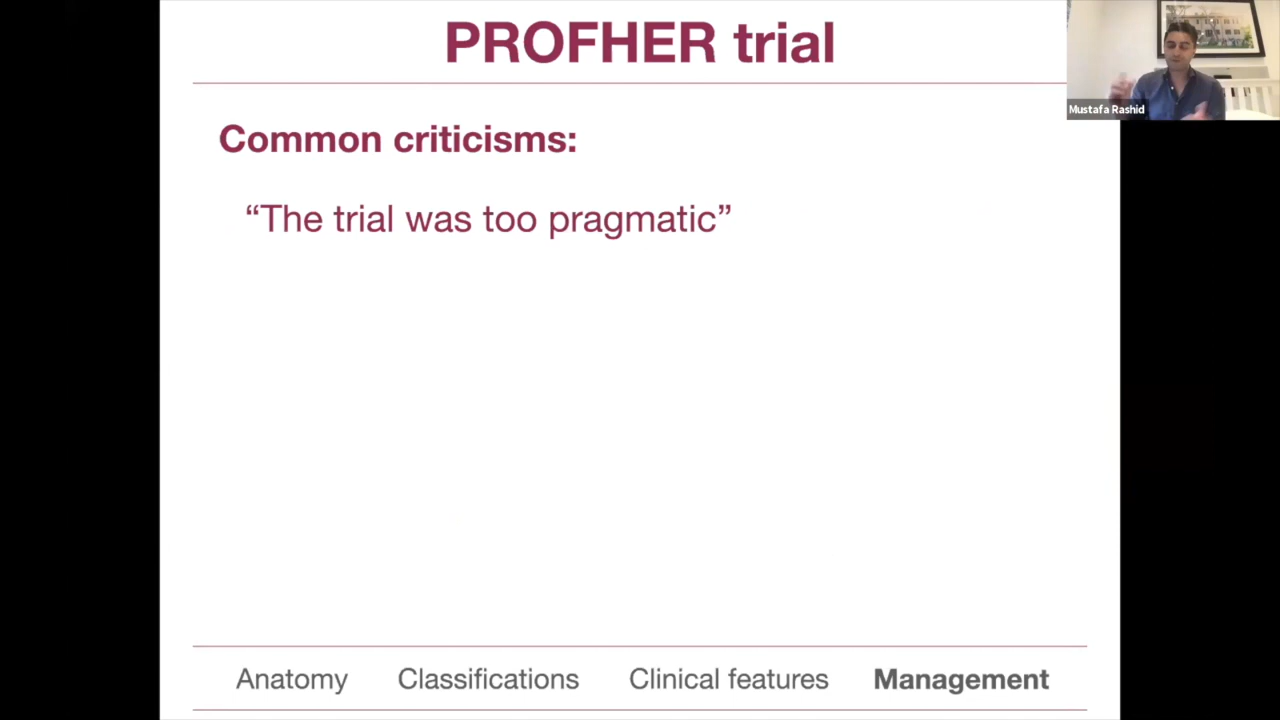 PROFHER trial
Mustafa Rashid
Common criticisms:
“The trial was too pragmatic”
Anatomy Classifications Clinical features Management